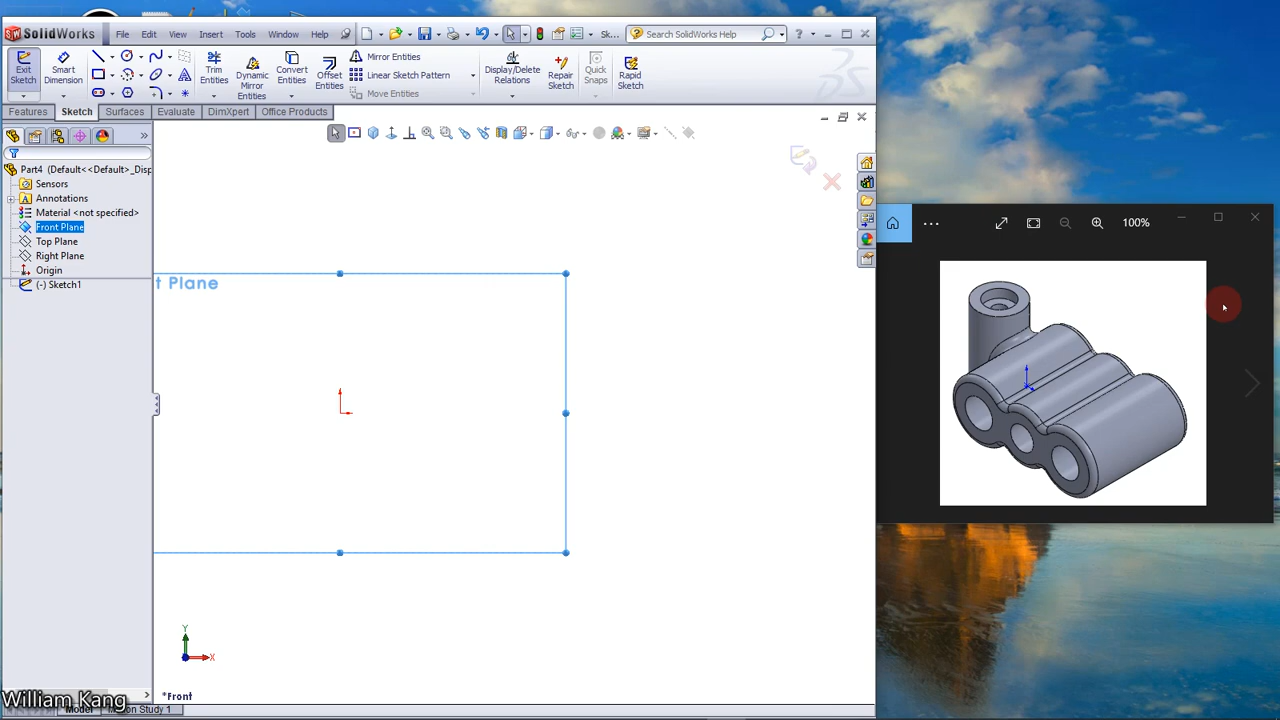 SolidWorks File Edit View Insert Tools Window Help Sk... Search SolidWorks Help
Exit Sketch
Smart Dimension
Trim Entities
Dynamic Mirror Entities
Convert Entities
Offset Entities
Mirror Entities
Linear Sketch Pattern
Move Entities
Display/Delete Relations
Repair Sketch
Quick Snaps
Rapid Sketch
Features Sketch Surfaces Evaluate DimXpert Office Products
Part4 (Default<<Default>_Disp
Sensors
Annotations
Material <not specified>
Front Plane
Top Plane
Right Plane
Origin
(-) Sketch1
t Plane
100%
Y
X
*Front
William Kang
Model Motion Study 1